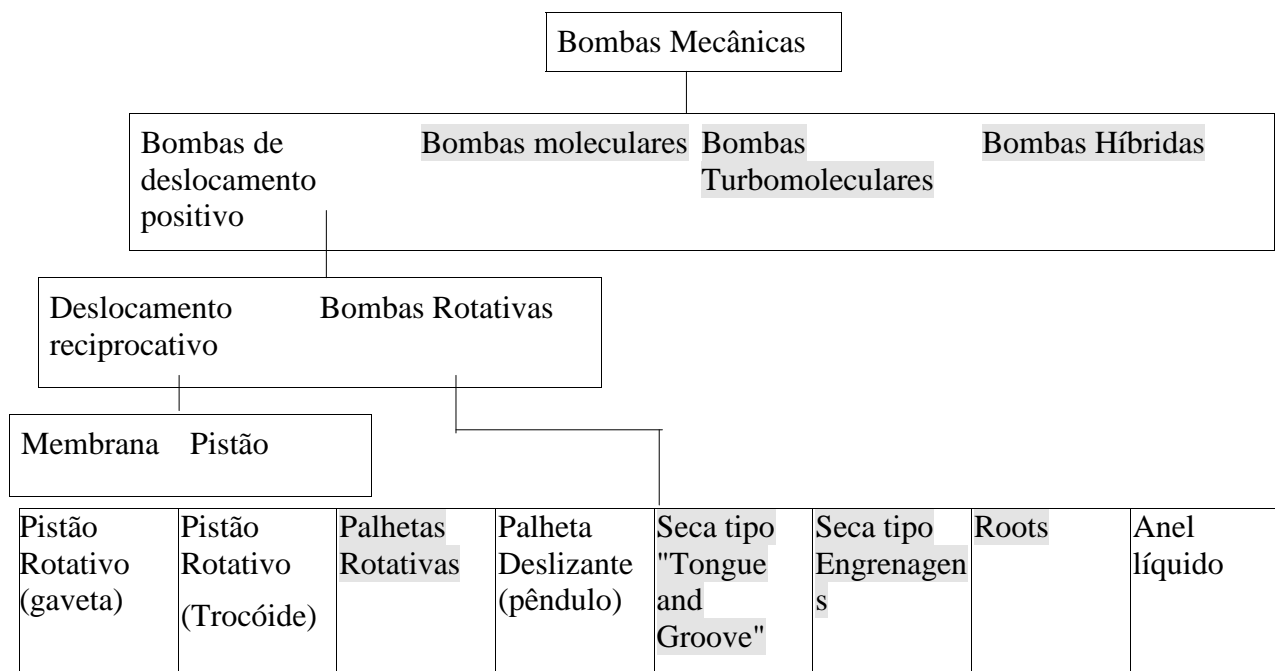 Bombas Mecânicas
Bombas de
deslocamento
positivo
Bombas moleculares
Bombas
Turbomoleculares
Bombas Híbridas
Deslocamento
reciprocativo
Bombas Rotativas
Membrana
Pistão
Pistão
Rotativo
(gaveta)
Pistão
Rotativo
(Trocóide)
Palhetas
Rotativas
Palheta
Deslizante
(pêndulo)
Seca tipo
"Tongue
and
Groove"
Seca tipo
Engrenagen
s
Roots
Anel
líquido